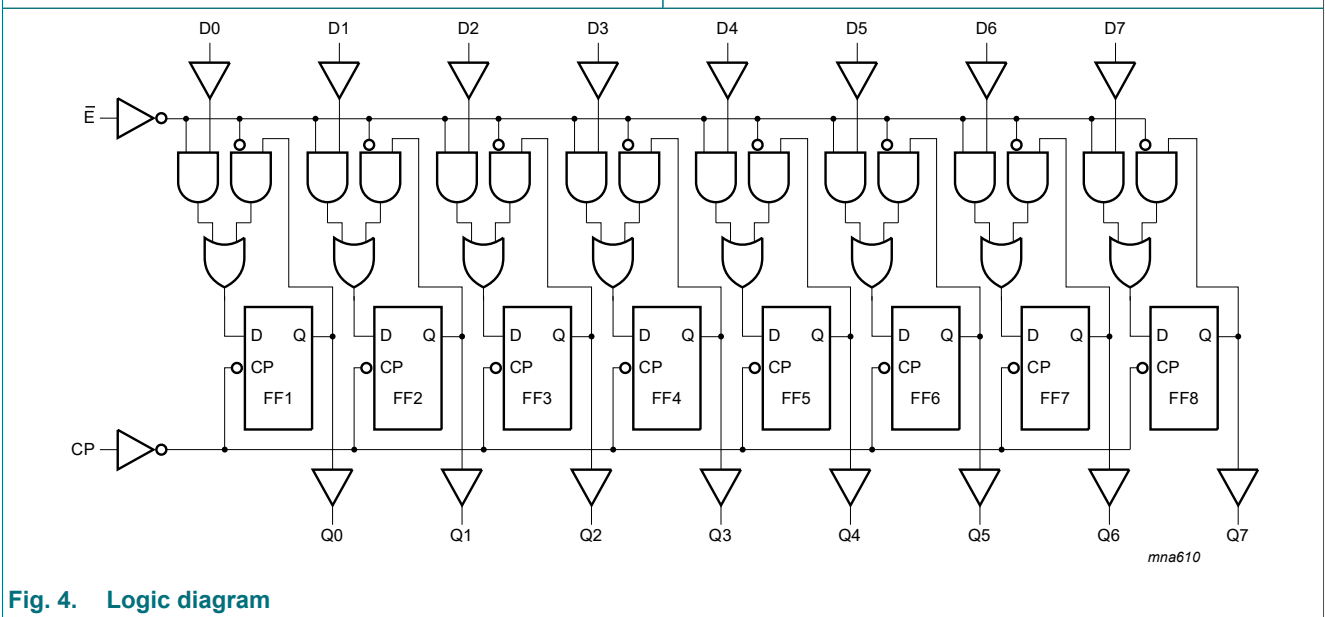 D0 D1 D2 D3 D4 D5 D6 D7
E̅
D Q D Q D Q D Q D Q D Q D Q D Q
CP CP CP CP CP CP CP CP
FF1 FF2 FF3 FF4 FF5 FF6 FF7 FF8
CP
Q0 Q1 Q2 Q3 Q4 Q5 Q6 Q7
mna610
Fig. 4. Logic diagram